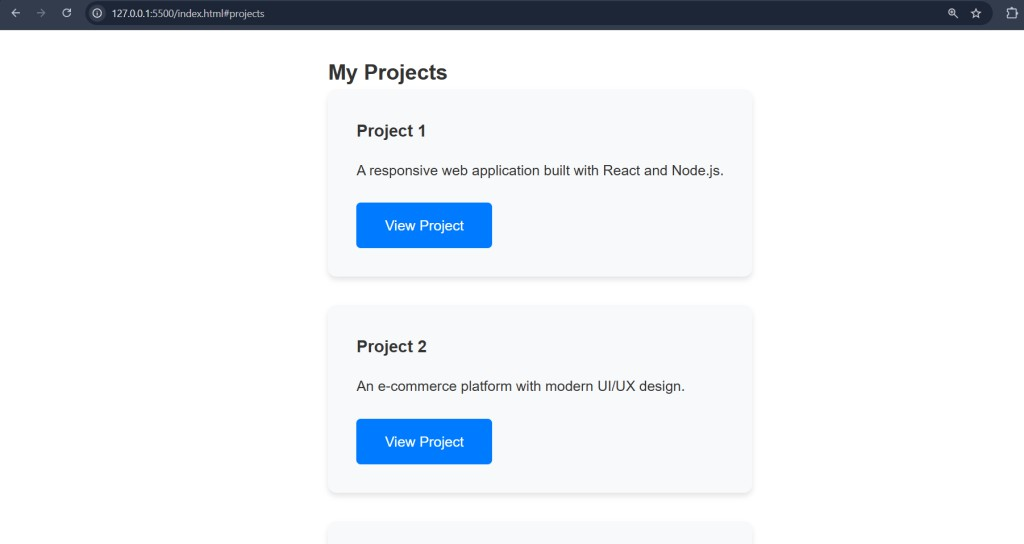 127.0.0.1:5500/index.html#projects
My Projects
Project 1
A responsive web application built with React and Node.js.
View Project
Project 2
An e-commerce platform with modern UI/UX design.
View Project